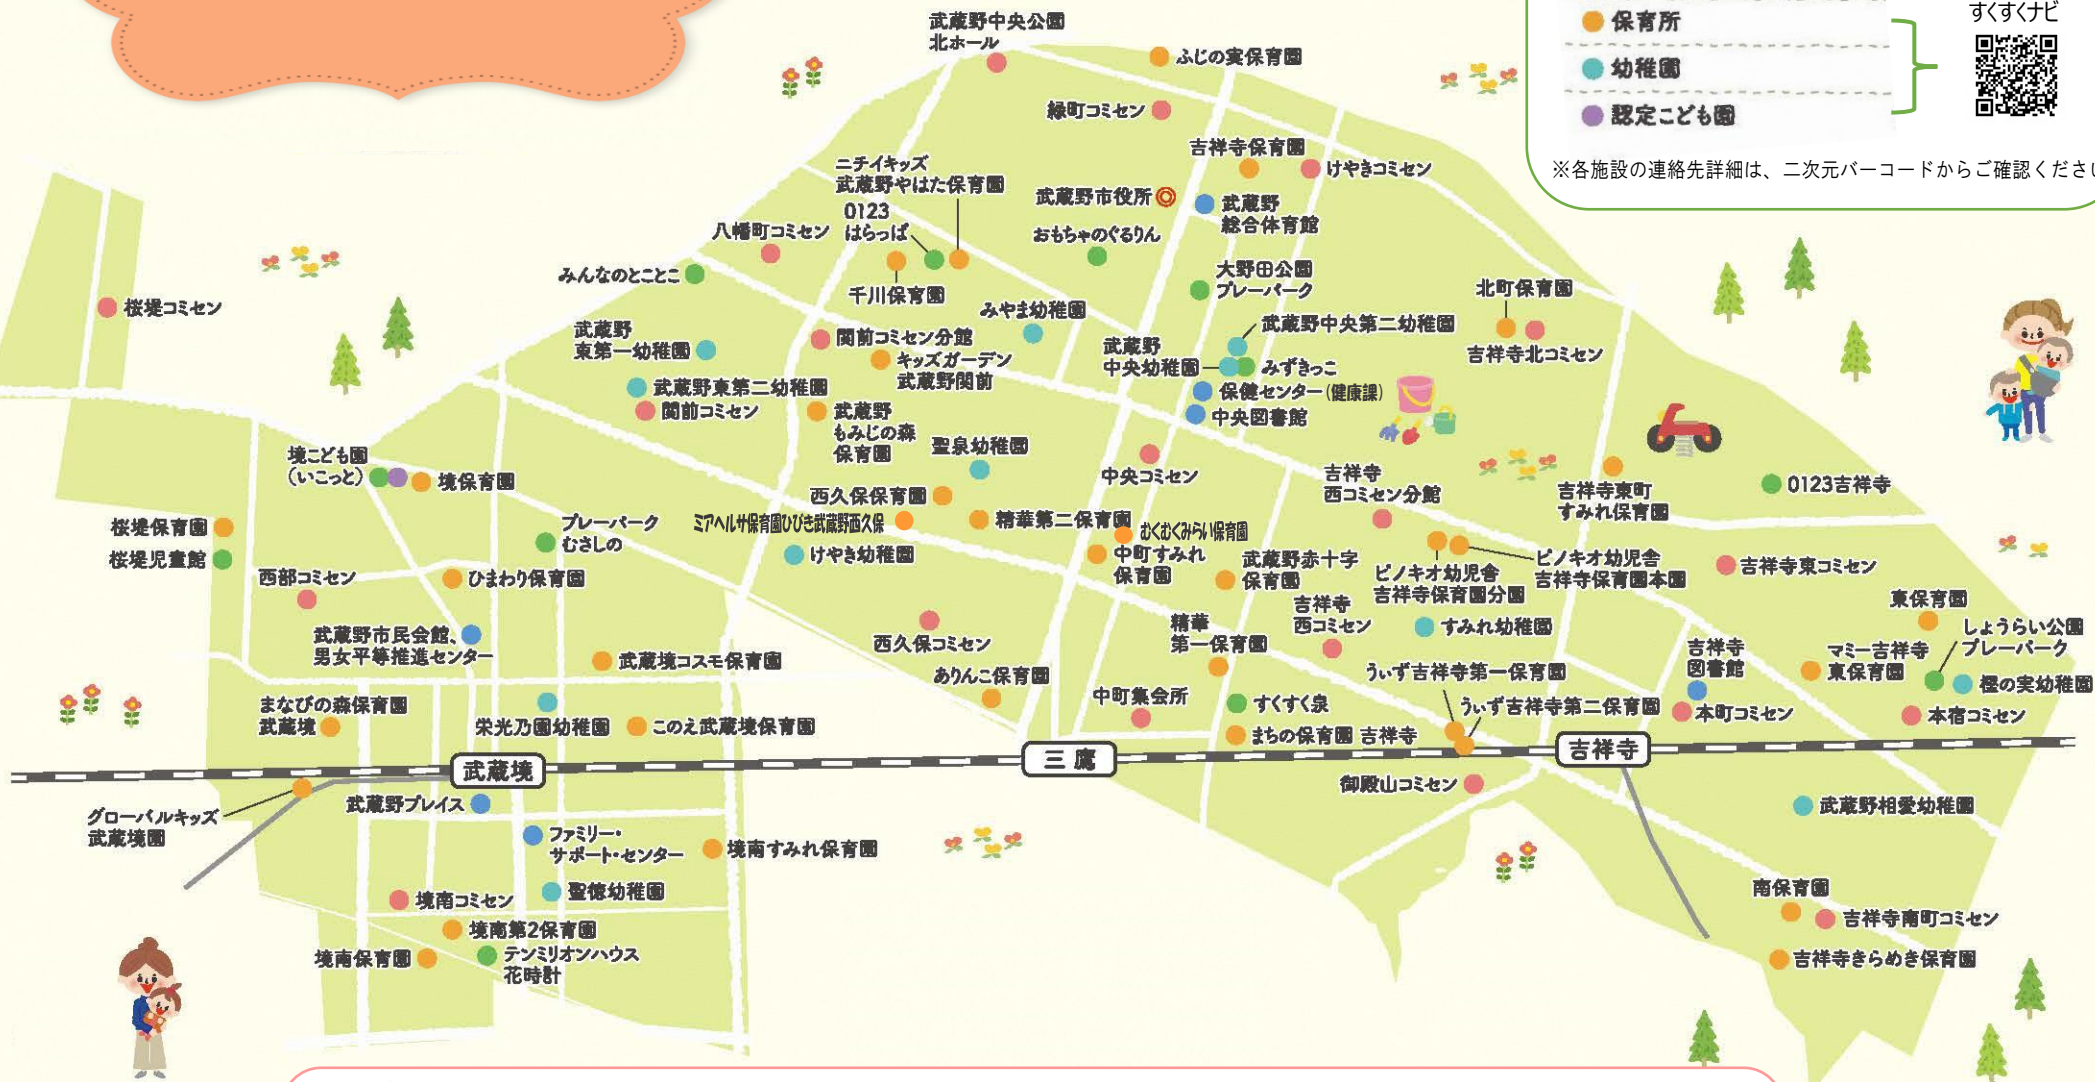 すくすくナビ
保育所
幼稚園
認定こども園
※各施設の連絡先詳細は、二次元バーコードからご確認くださ
武蔵野中央公園
北ホール
ふじの実保育園
緑町コミセン
吉祥寺保育園
けやきコミセン
ニチイキッズ
武蔵野やはた保育園
武蔵野市役所
武蔵野
総合体育館
0123
はらっぱ
八幡町コミセン
おもちゃのぐるりん
みんなのとことこ
千川保育園
大野田公園
プレーパーク
北町保育園
桜堤コミセン
みやま幼稚園
武蔵野中央第二幼稚園
武蔵野
東第一幼稚園
関前コミセン分館
武蔵野
中央幼稚園
みずきっこ
吉祥寺北コミセン
キッズガーデン
武蔵野関前
武蔵野東第二幼稚園
保健センター(健康課)
関前コミセン
武蔵野
もみじの森
保育園
中央図書館
聖泉幼稚園
境こども園
(いこっと)
境保育園
中央コミセン
吉祥寺
西コミセン分館
吉祥寺東町
すみれ保育園
0123吉祥寺
西久保保育園
桜堤保育園
プレーパーク
むさしの
ミアヘルサ保育園ひびき武蔵野西久保
精華第二保育園
むくむくみらい保育園
桜堤児童館
けやき幼稚園
中町すみれ
保育園
武蔵野赤十字
保育園
ピノキオ幼児舎
吉祥寺保育園分園
ピノキオ幼児舎
吉祥寺保育園本園
吉祥寺東コミセン
西部コミセン
ひまわり保育園
東保育園
武蔵野市民会館、
男女平等推進センター
西久保コミセン
精華
第一保育園
吉祥寺
西コミセン
すみれ幼稚園
しょうらい公園
プレーパーク
武蔵境コスモ保育園
ありんこ保育園
うぃず吉祥寺第一保育園
吉祥寺
図書館
マミー吉祥寺
東保育園
樫の実幼稚園
まなびの森保育園
武蔵境
栄光乃園幼稚園
このえ武蔵境保育園
中町集会所
すくすく泉
うぃず吉祥寺第二保育園
本町コミセン
本宿コミセン
まちの保育園 吉祥寺
武蔵境
三鷹
吉祥寺
グローバルキッズ
武蔵境園
武蔵野プレイス
御殿山コミセン
武蔵野相愛幼稚園
ファミリー・
サポート・センター
境南すみれ保育園
境南コミセン
聖徳幼稚園
南保育園
吉祥寺南町コミセン
境南第2保育園
境南保育園
テンミリオンハウス
花時計
吉祥寺きらめき保育園